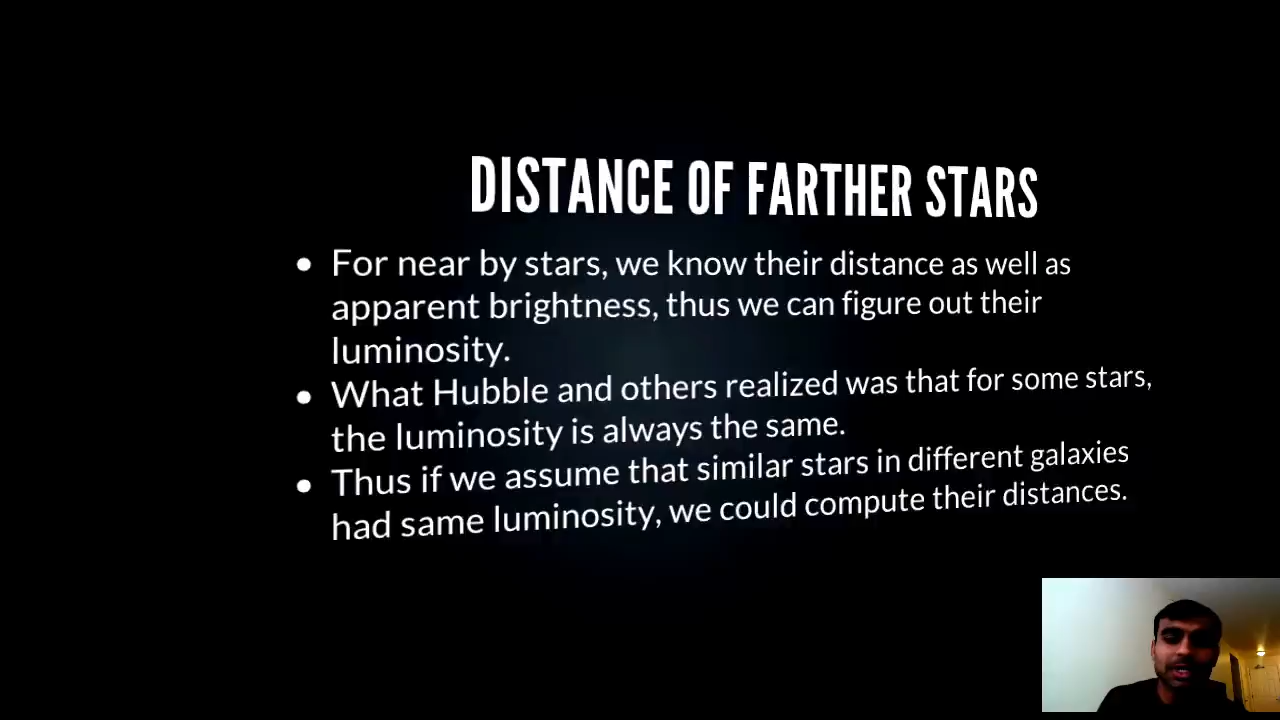 DISTANCE OF FARTHER STARS
• For near by stars, we know their distance as well as
apparent brightness, thus we can figure out their
luminosity.
• What Hubble and others realized was that for some stars,
the luminosity is always the same.
• Thus if we assume that similar stars in different galaxies
had same luminosity, we could compute their distances.